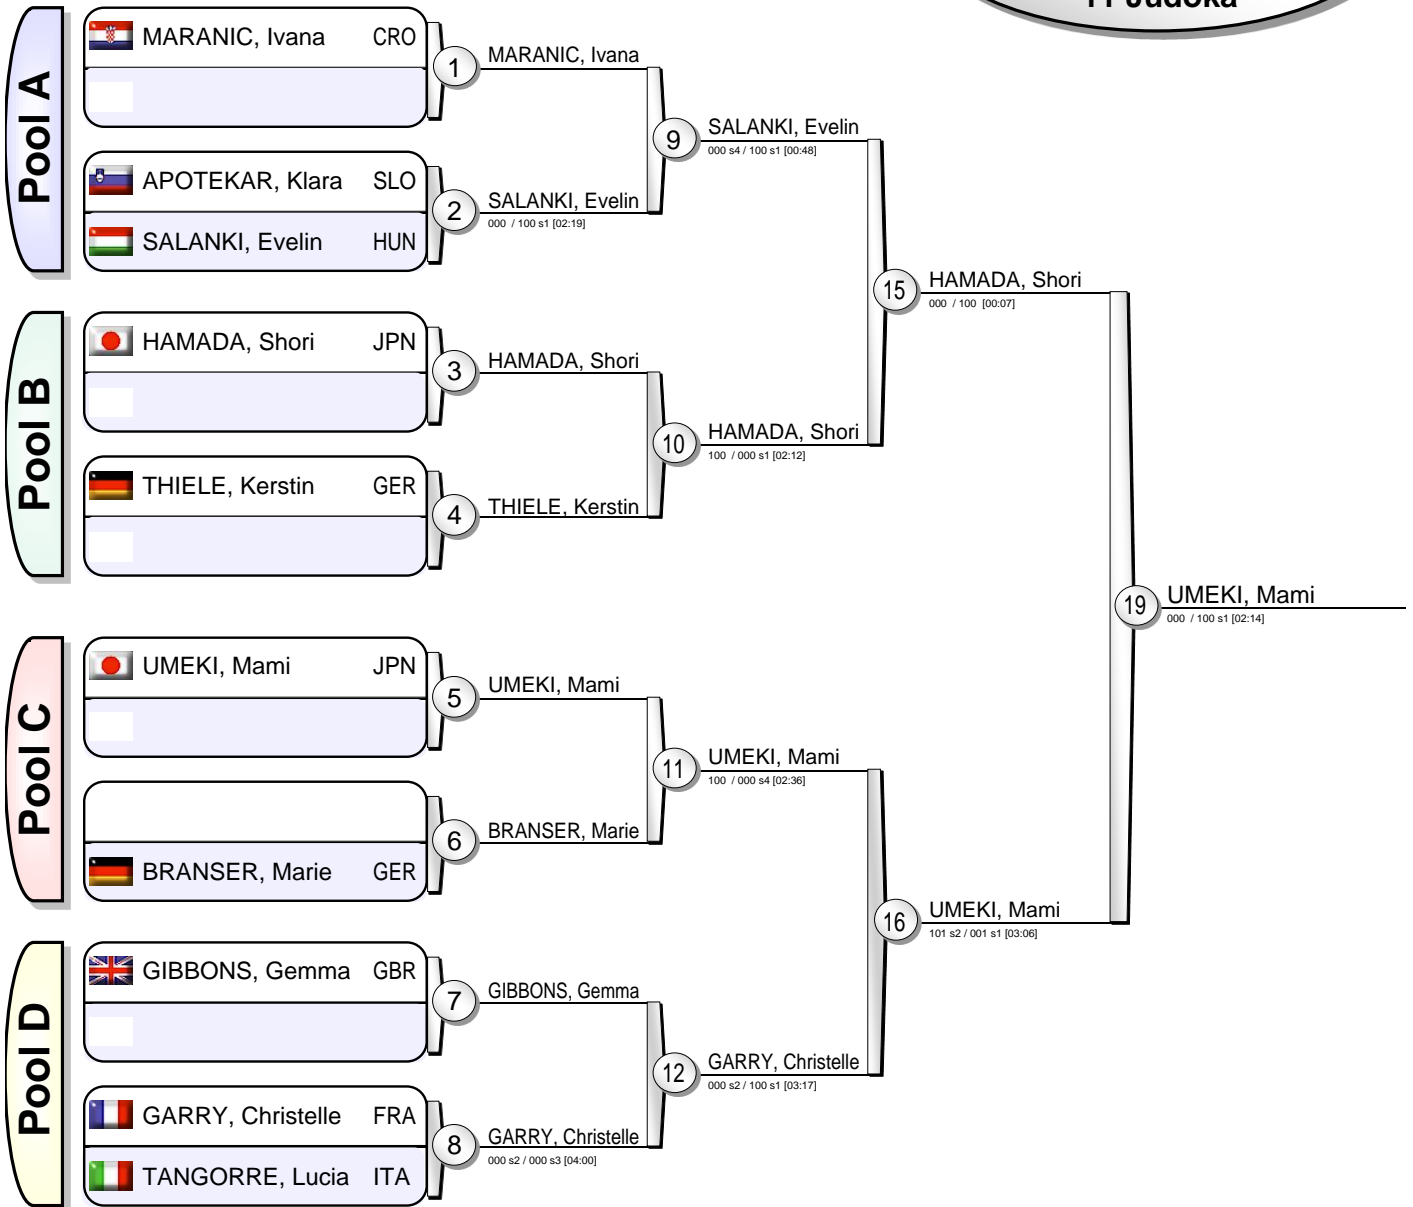 11 Judoka
Pool A
MARANIC, Ivana CRO
APOTEKAR, Klara SLO
SALANKI, Evelin HUN
1
MARANIC, Ivana
2
SALANKI, Evelin
000 / 100 s1 [02:19]
9
SALANKI, Evelin
000 s4 / 100 s1 [00:48]
Pool B
HAMADA, Shori JPN
THIELE, Kerstin GER
3
HAMADA, Shori
4
THIELE, Kerstin
10
HAMADA, Shori
100 / 000 s1 [02:12]
15
HAMADA, Shori
000 / 100 [00:07]
Pool C
UMEKI, Mami JPN
BRANSER, Marie GER
5
UMEKI, Mami
6
BRANSER, Marie
11
UMEKI, Mami
100 / 000 s4 [02:36]
Pool D
GIBBONS, Gemma GBR
GARRY, Christelle FRA
TANGORRE, Lucia ITA
7
GIBBONS, Gemma
8
GARRY, Christelle
000 s2 / 000 s3 [04:00]
12
GARRY, Christelle
000 s2 / 100 s1 [03:17]
16
UMEKI, Mami
101 s2 / 001 s1 [03:06]
19
UMEKI, Mami
000 / 100 s1 [02:14]